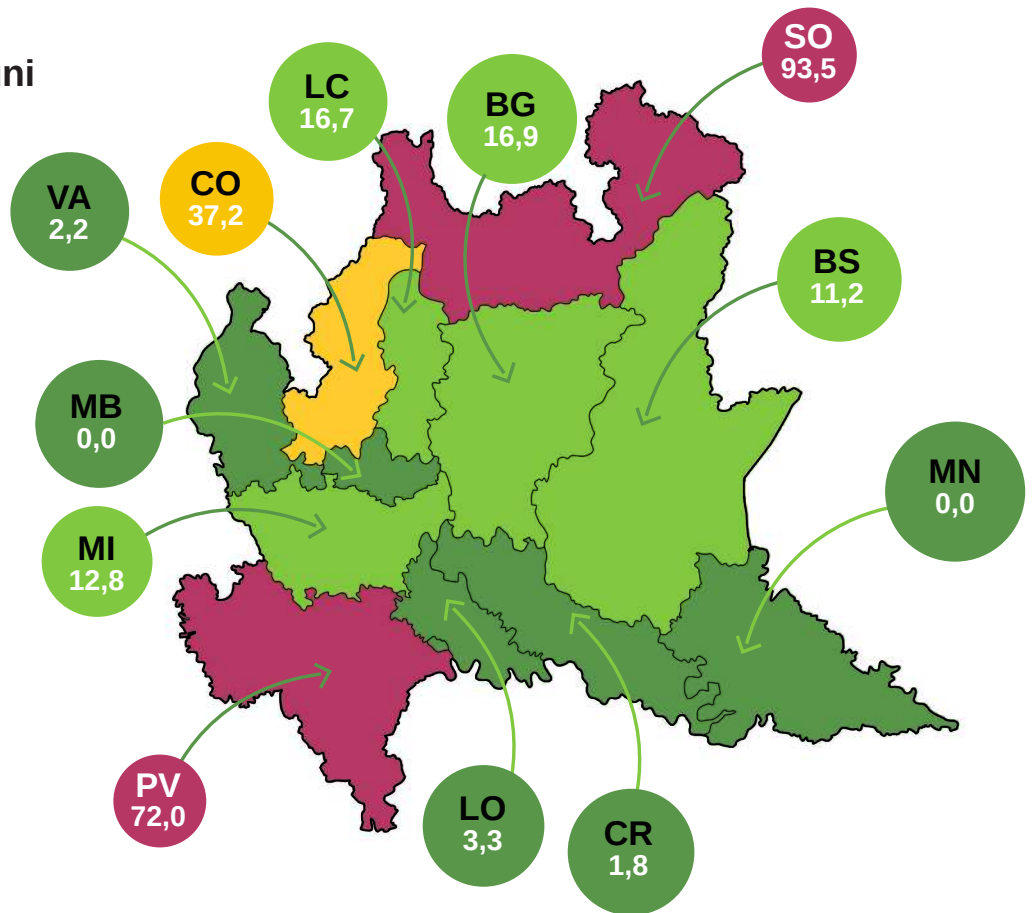 SO
93,5
LC
16,7
BG
16,9
VA
2,2
CO
37,2
BS
11,2
MB
0,0
MN
0,0
MI
12,8
PV
72,0
LO
3,3
CR
1,8